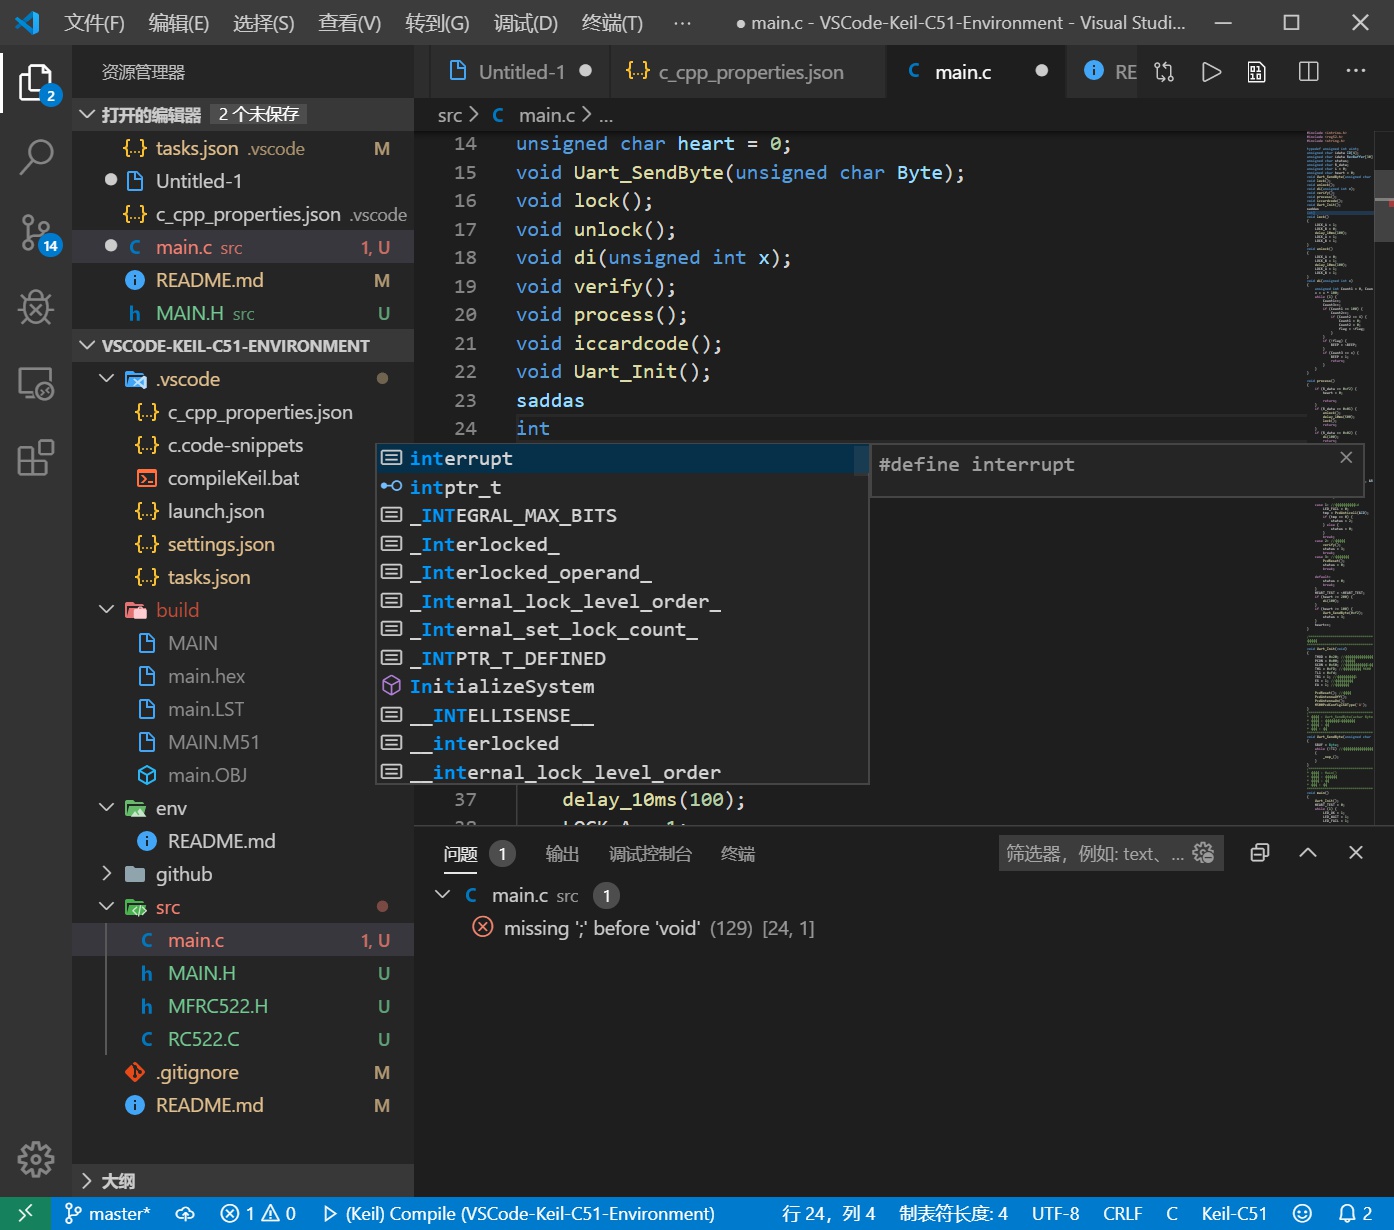 文件(F) 编辑(E) 选择(S) 查看(V) 转到(G) 调试(D) 终端(T) ··· ● main.c - VSCode-Keil-C51-Environment - Visual Studi...
资源管理器
打开的编辑器 2 个未保存
{..} tasks.json .vscode M
Untitled-1
{..} c_cpp_properties.json .vscode
C main.c src 1, U
README.md M
h MAIN.H src U
VSCODE-KEIL-C51-ENVIRONMENT
.vscode
{..} c_cpp_properties.json
{..} c.code-snippets
compileKeil.bat
{..} launch.json
{..} settings.json
{..} tasks.json
build
MAIN
main.hex
main.LST
MAIN.M51
main.OBJ
env
README.md
github
src
C main.c 1, U
h MAIN.H U
h MFRC522.H U
C RC522.C U
.gitignore M
README.md M
大纲
2
14
Untitled-1 {..} c_cpp_properties.json C main.c RE
src > C main.c > ...
14 unsigned char heart = 0;
15 void Uart_SendByte(unsigned char Byte);
16 void lock();
17 void unlock();
18 void di(unsigned int x);
19 void verify();
20 void process();
21 void iccardcode();
22 void Uart_Init();
23 saddas
24 int
interrupt
intptr_t
_INTEGRAL_MAX_BITS
_Interlocked_
_Interlocked_operand_
_Internal_lock_level_order_
_Internal_set_lock_count_
_INTPTR_T_DEFINED
InitializeSystem
__INTELLISENSE__
__interlocked
__internal_lock_level_order
#define interrupt
37 delay_10ms(100);
问题 1 输出 调试控制台 终端 筛选器，例如: text、...
C main.c src 1
missing ';' before 'void' (129) [24, 1]
master* 1 0 (Keil) Compile (VSCode-Keil-C51-Environment) 行 24，列 4 制表符长度: 4 UTF-8 CRLF C Keil-C51 2